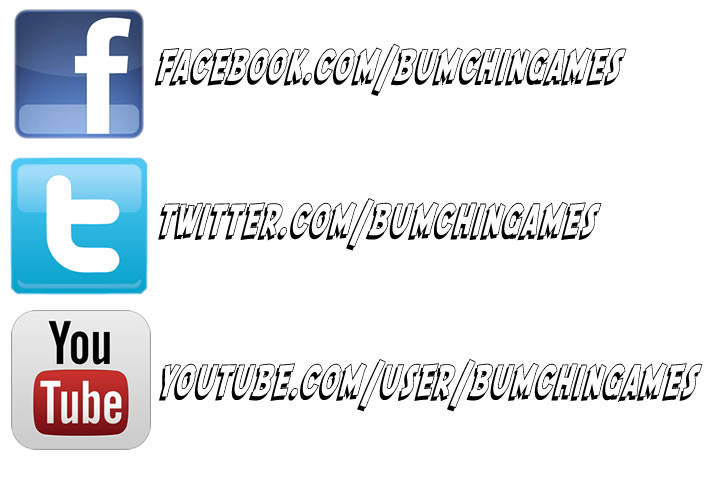 f
FACEBOOK.COM/BUMCHINGAMES
t
TWITTER.COM/BUMCHINGAMES
You
Tube
YOUTUBE.COM/USER/BUMCHINGAMES